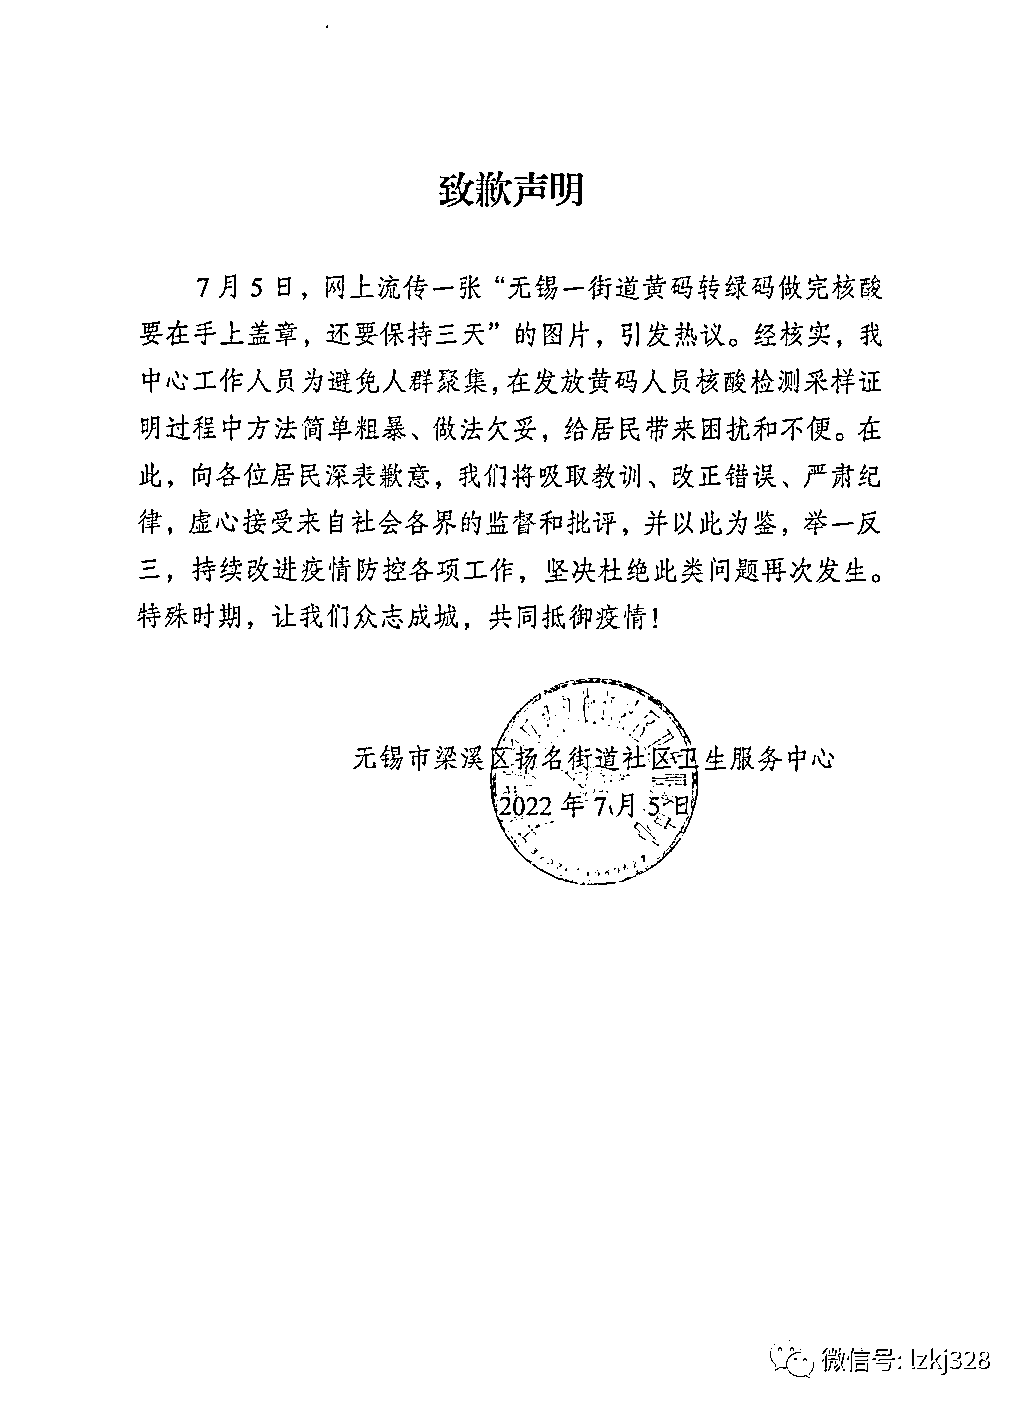 致歉声明
7月5日，网上流传一张“无锡一街道黄码转绿码做完核酸
要在手上盖章，还要保持三天”的图片，引发热议。经核实，我
中心工作人员为避免人群聚集，在发放黄码人员核酸检测采样证
明过程中方法简单粗暴、做法欠妥，给居民带来困扰和不便。在
此，向各位居民深表歉意，我们将吸取教训、改正错误、严肃纪
律，虚心接受来自社会各界的监督和批评，并以此为鉴，举一反
三，持续改进疫情防控各项工作，坚决杜绝此类问题再次发生。
特殊时期，让我们众志成城，共同抵御疫情！
无锡市梁溪区扬名街道社区卫生服务中心
2022年7月5日
微信号: lzkj328